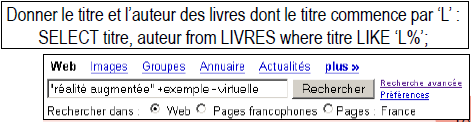 Donner le titre et l'auteur des livres dont le titre commence par ‘L’ :
SELECT titre, auteur from LIVRES where titre LIKE ‘L%’;
Web Images Groupes Annuaire Actualités plus »
"réalité augmentée" +exemple -virtuelle Rechercher Recherche avancée
Préférences
Rechercher dans : Web Pages francophones Pages : France